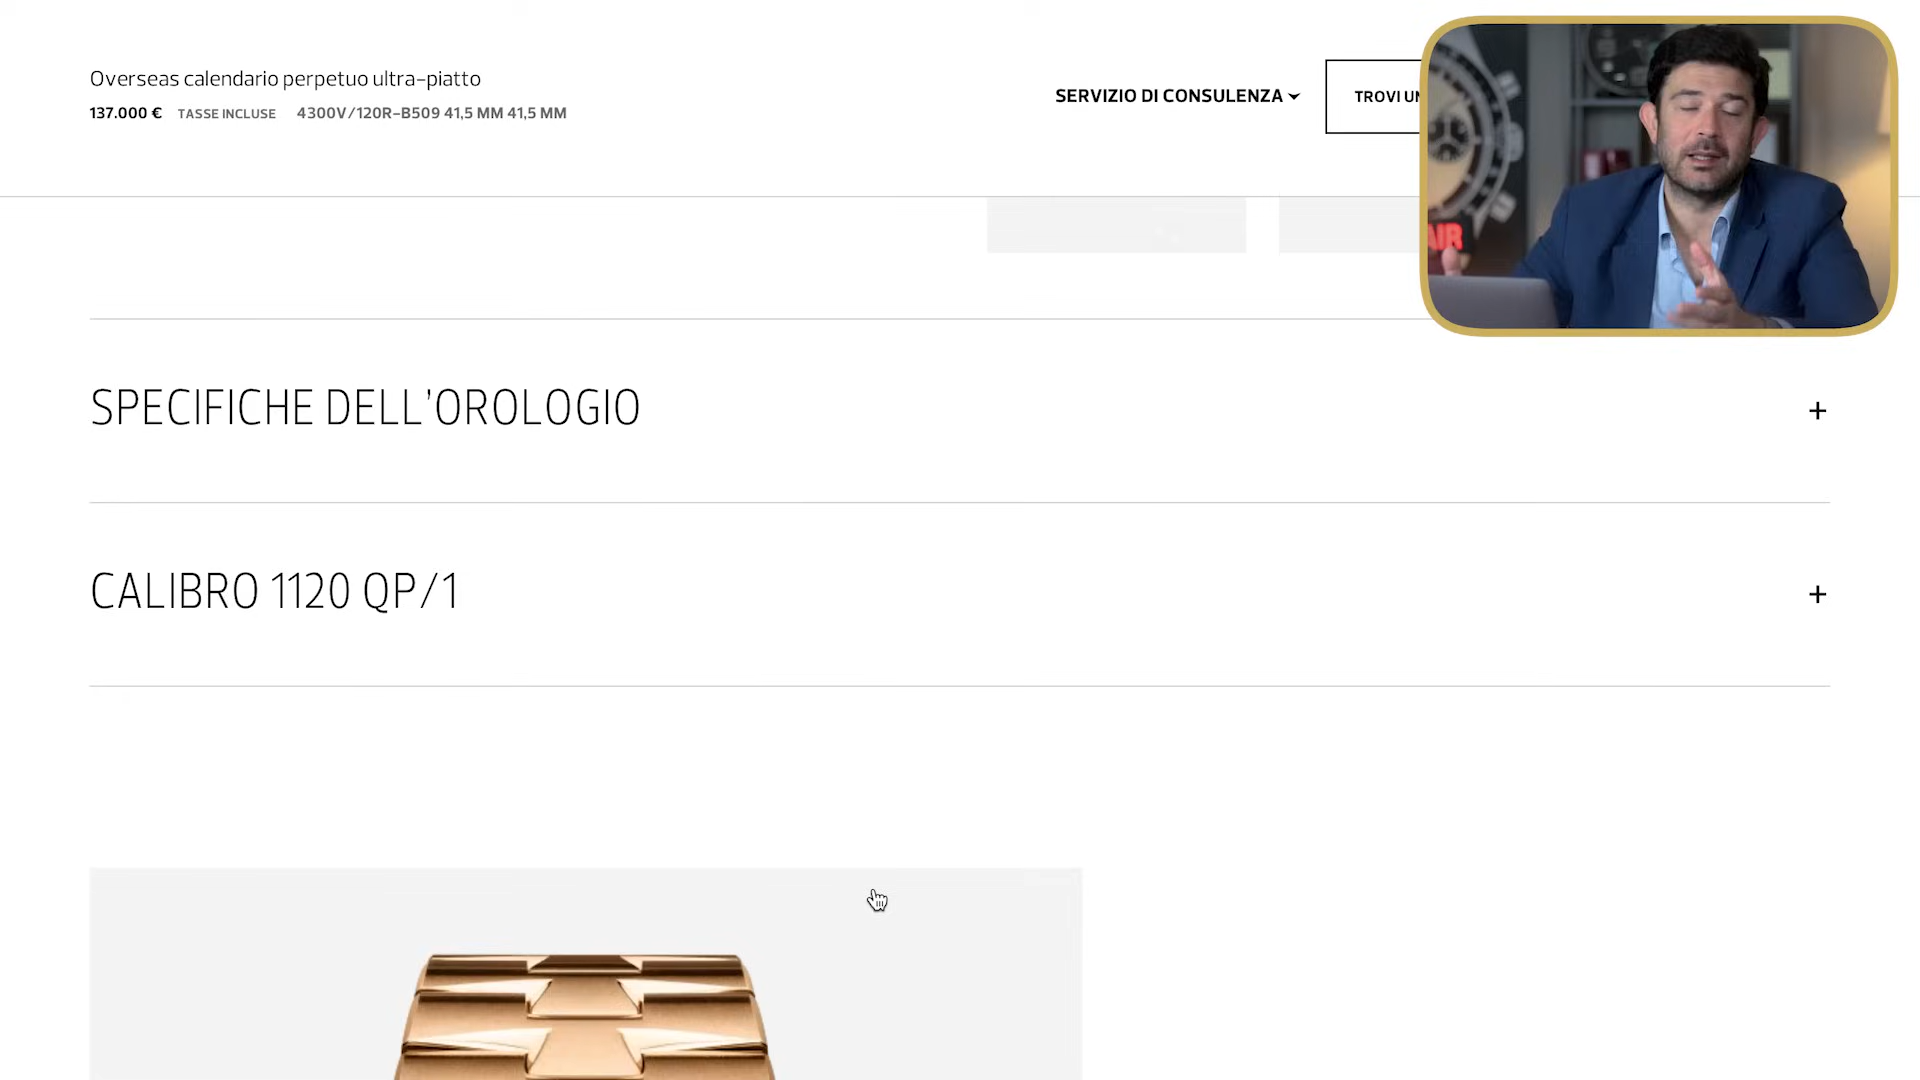 Overseas calendario perpetuo ultra-piatto
137.000 € TASSE INCLUSE 4300V/120R-B509 41,5 MM 41,5 MM
SERVIZIO DI CONSULENZA
TROVI UN
AIR
SPECIFICHE DELL'OROLOGIO
+
CALIBRO 1120 QP/1
+